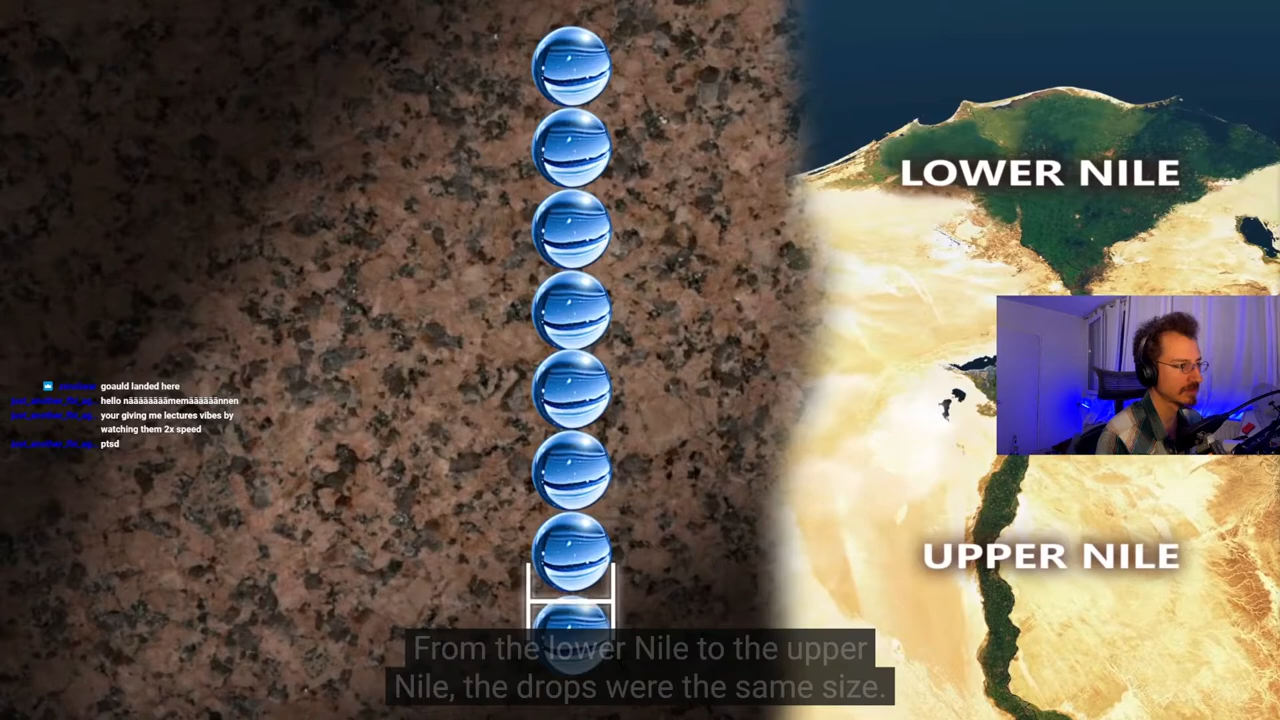 LOWER NILE
goauld landed here
hello näääääääämemäääääännen
your giving me lectures vibes by
watching them 2x speed
ptsd
UPPER NILE
From the lower Nile to the upper
Nile, the drops were the same size.